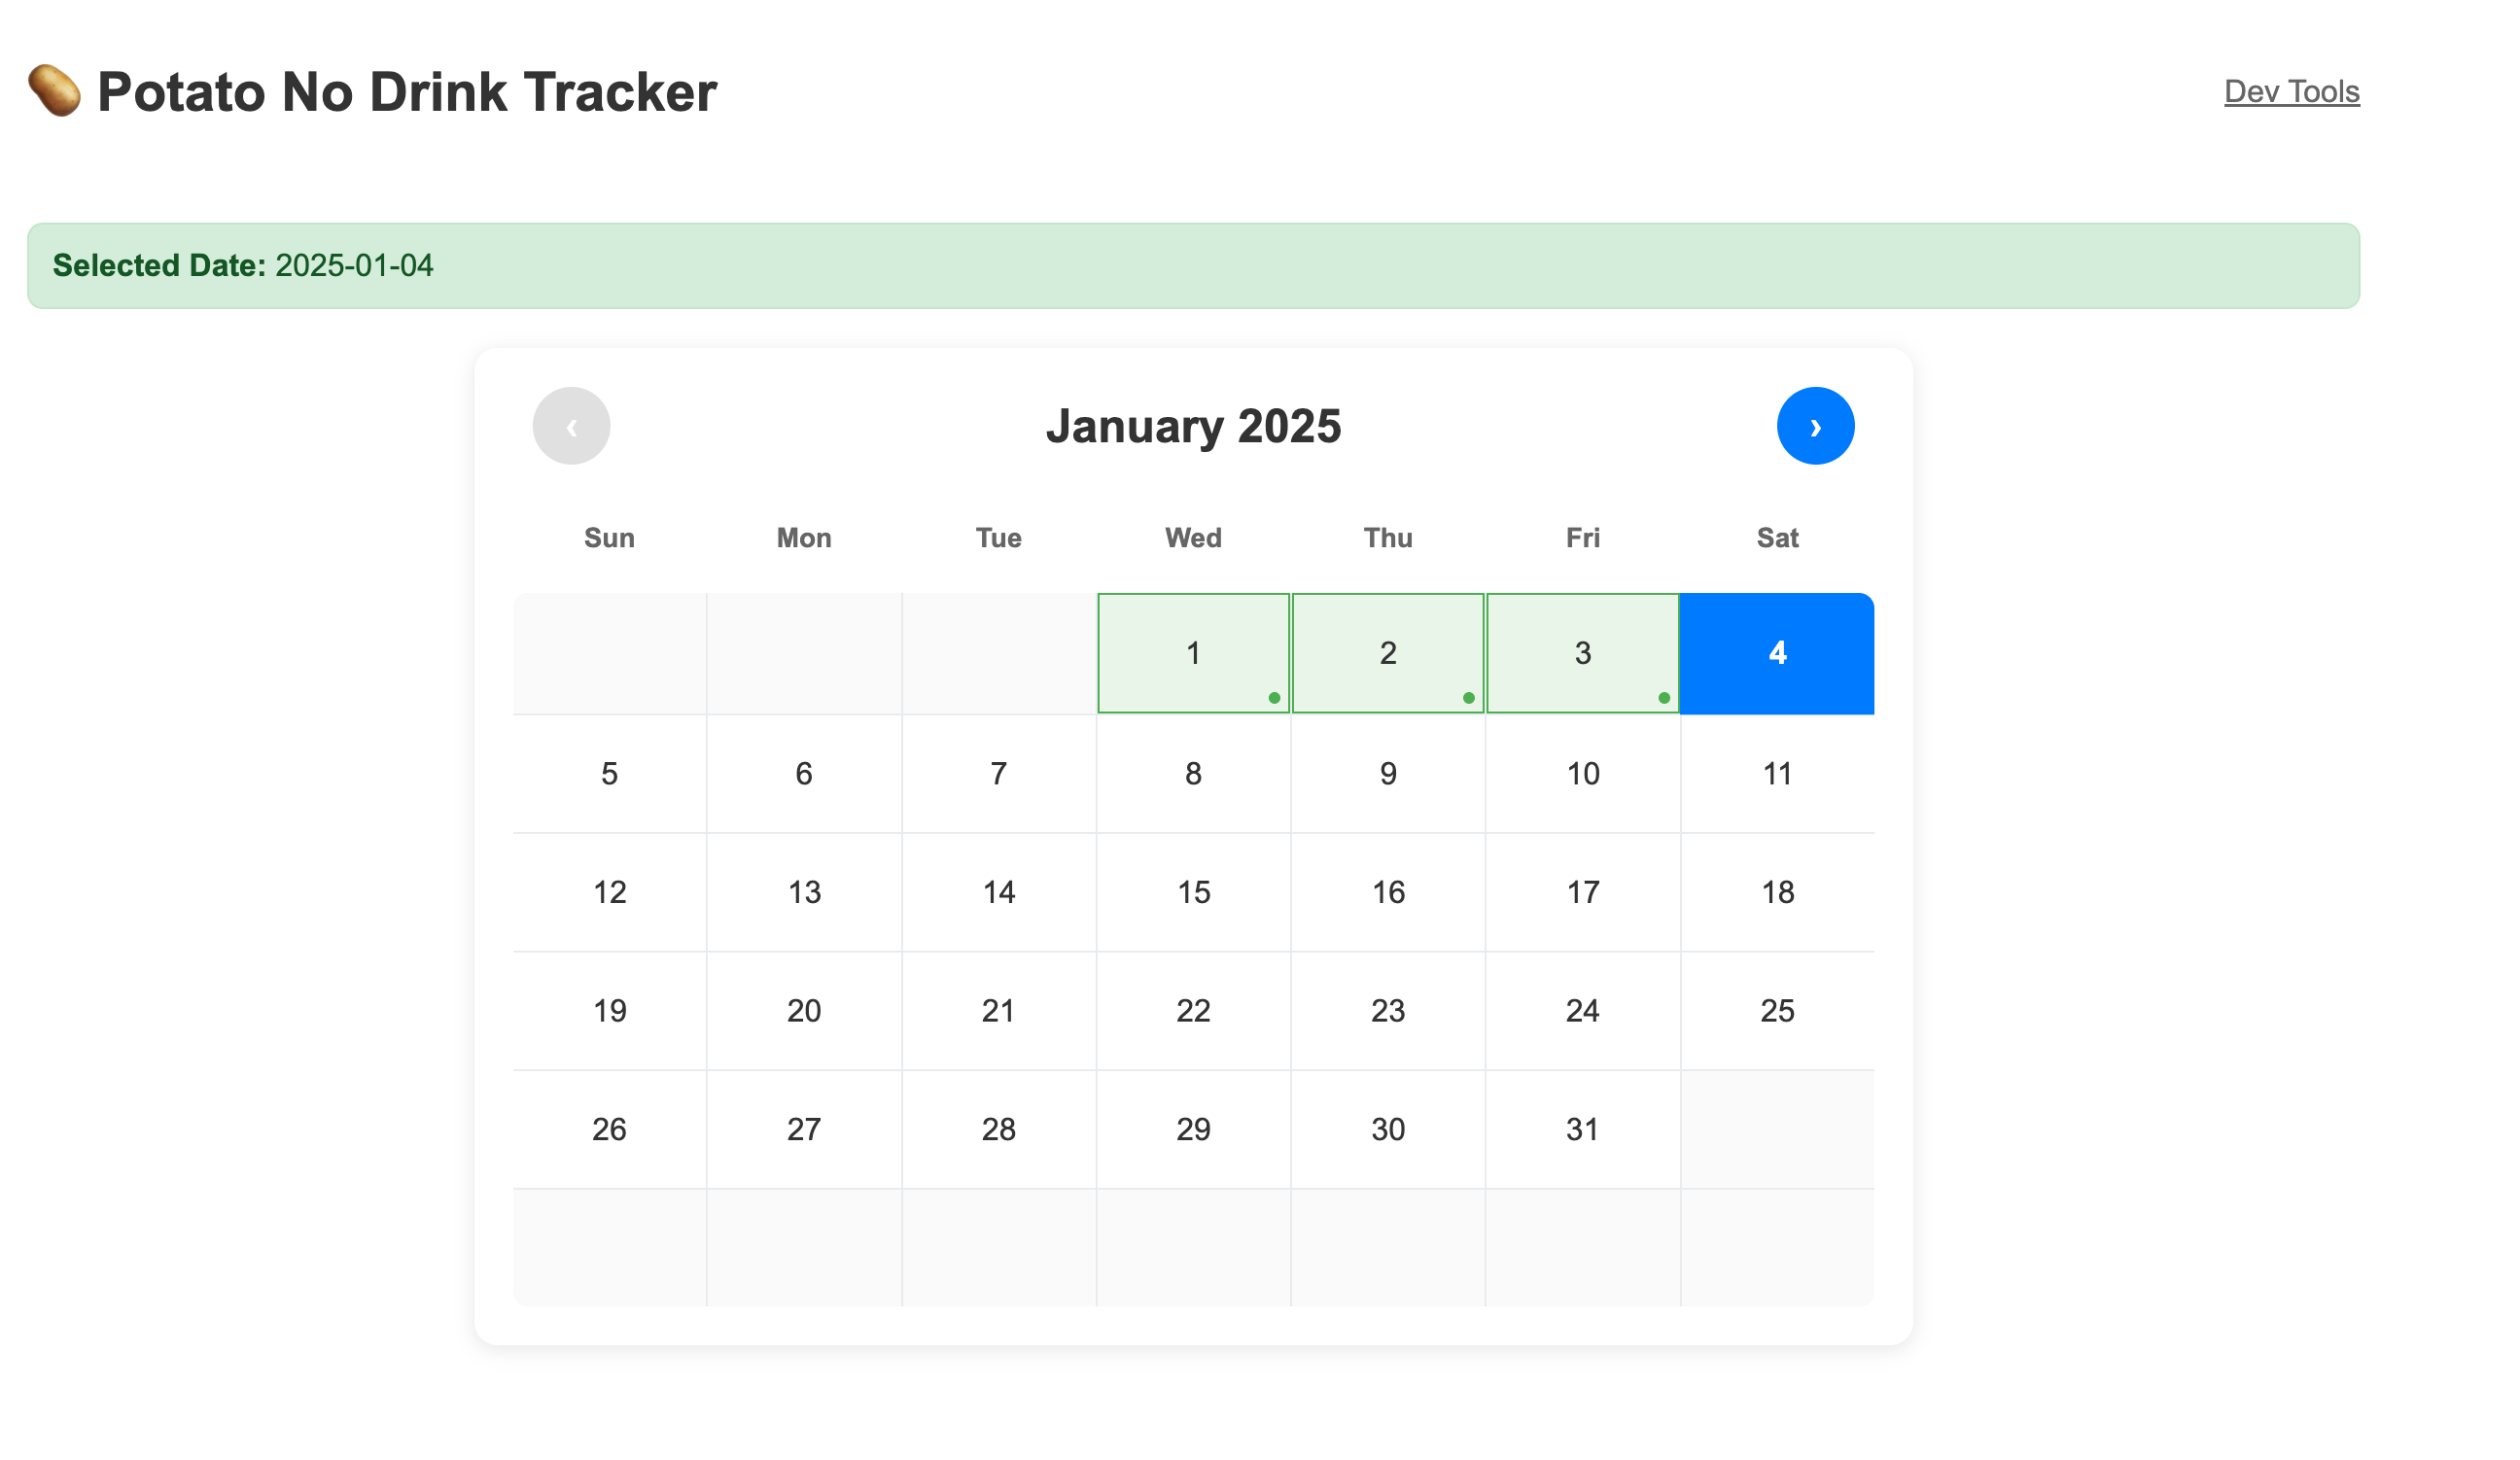 🥔 Potato No Drink Tracker
Dev Tools
Selected Date: 2025-01-04
‹ January 2025 ›
Sun Mon Tue Wed Thu Fri Sat
1 2 3 4
5 6 7 8 9 10 11
12 13 14 15 16 17 18
19 20 21 22 23 24 25
26 27 28 29 30 31